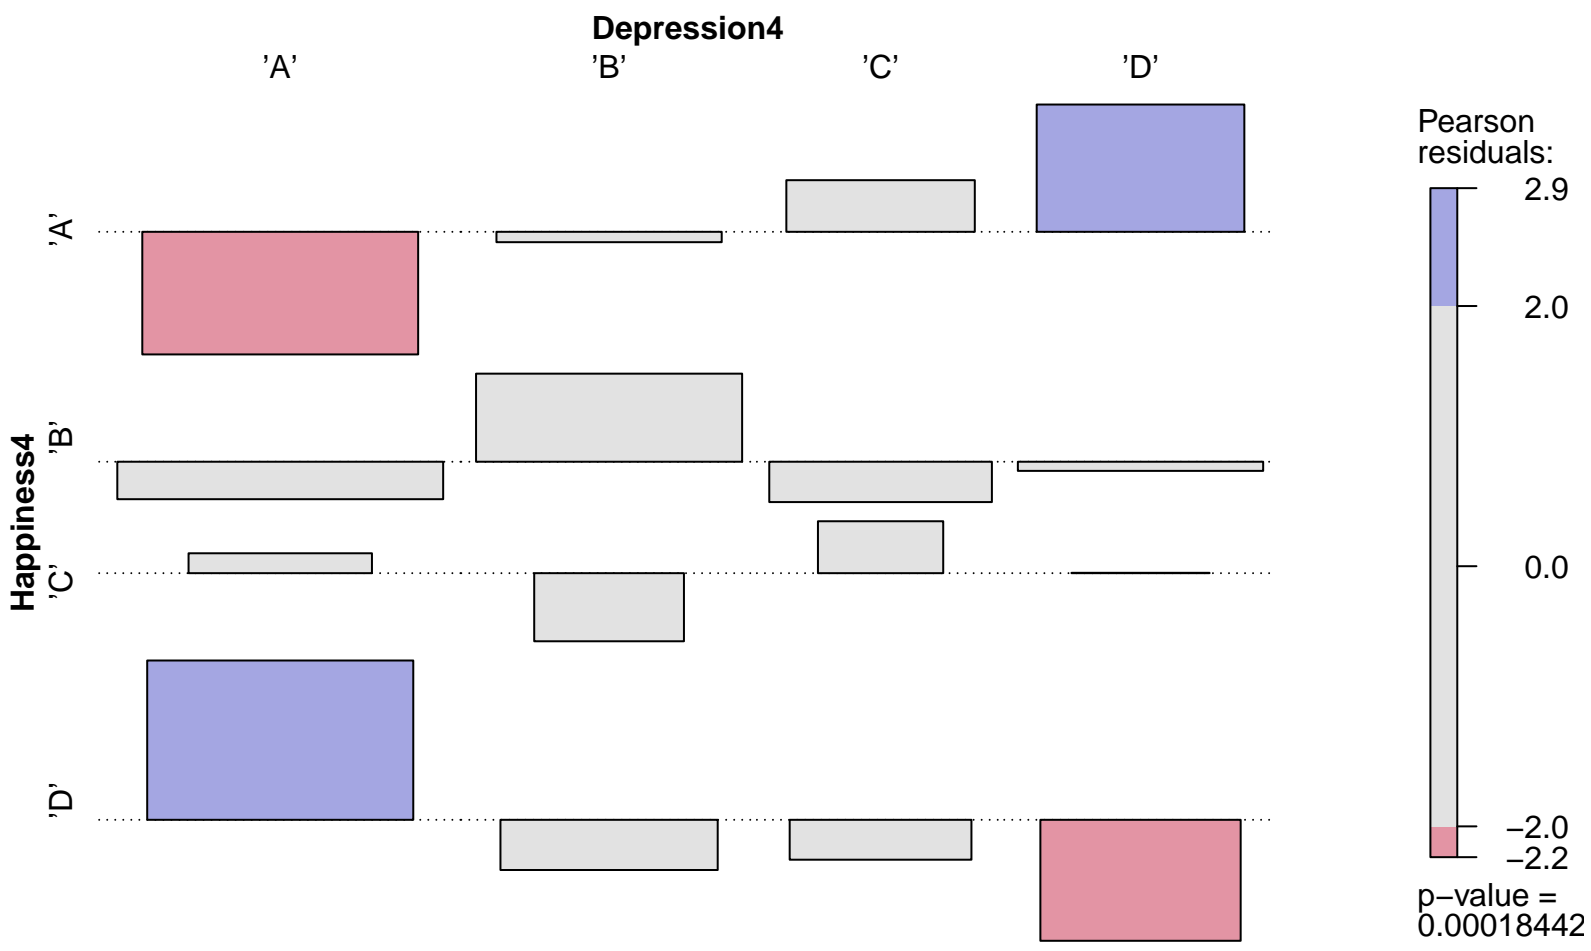 Depression4
’A’ ’B’ ’C’ ’D’
Happiness4
’A’
’B’
’C’
’D’
Pearson
residuals:
2.9
2.0
0.0
−2.0
−2.2
p−value =
0.00018442